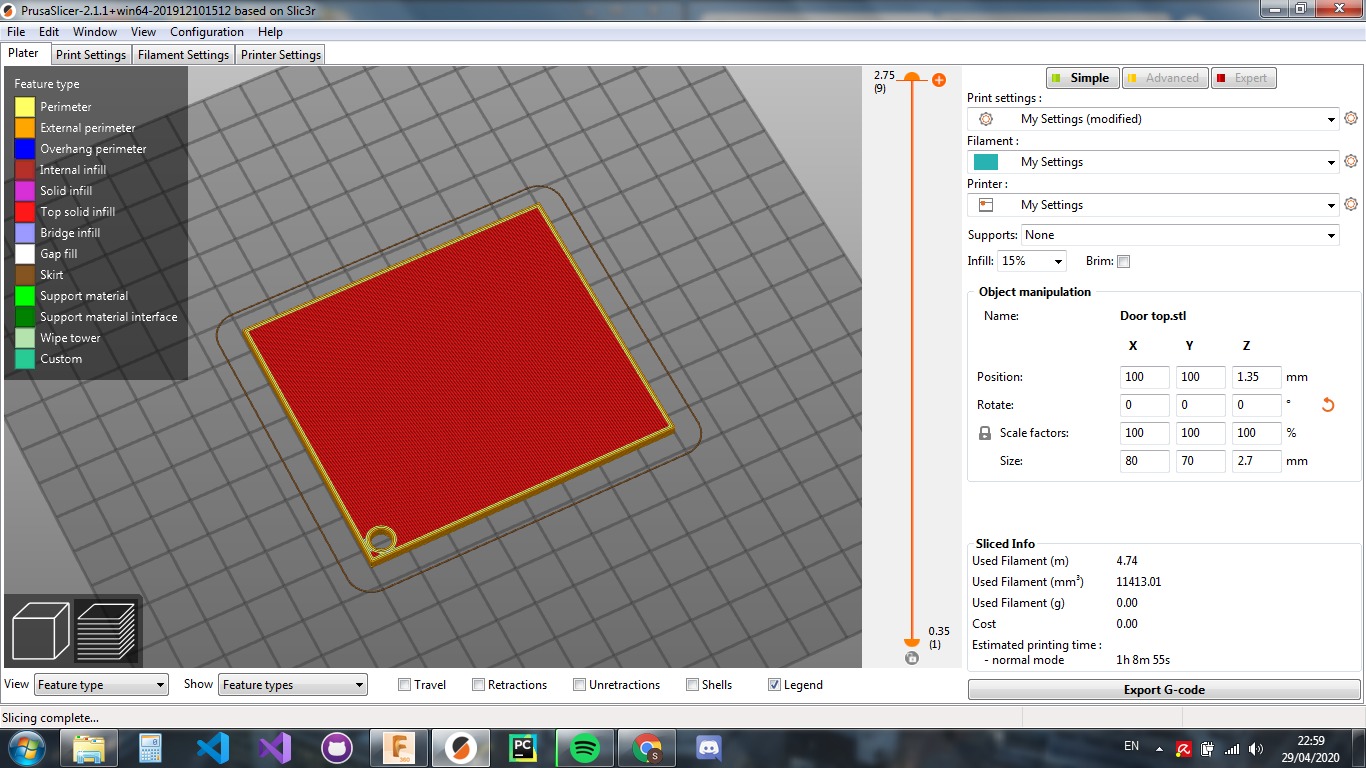 PrusaSlicer-2.1.1+win64-201912101512 based on Slic3r
File Edit Window View Configuration Help
Plater Print Settings Filament Settings Printer Settings
Feature type
Perimeter
External perimeter
Overhang perimeter
Internal infill
Solid infill
Top solid infill
Bridge infill
Gap fill
Skirt
Support material
Support material interface
Wipe tower
Custom
2.75
(9)
0.35
(1)
Simple Advanced Expert
Print settings :
My Settings (modified)
Filament :
My Settings
Printer :
My Settings
Supports: None
Infill: 15% Brim:
Object manipulation
Name: Door top.stl
X Y Z
Position: 100 100 1.35 mm
Rotate: 0 0 0 °
Scale factors: 100 100 100 %
Size: 80 70 2.7 mm
Sliced Info
Used Filament (m) 4.74
Used Filament (mm³) 11413.01
Used Filament (g) 0.00
Cost 0.00
Estimated printing time :
- normal mode 1h 8m 55s
View Feature type Show Feature types Travel Retractions Unretractions Shells Legend
Export G-code
Slicing complete...
F
360
PC
S
EN
22:59
29/04/2020